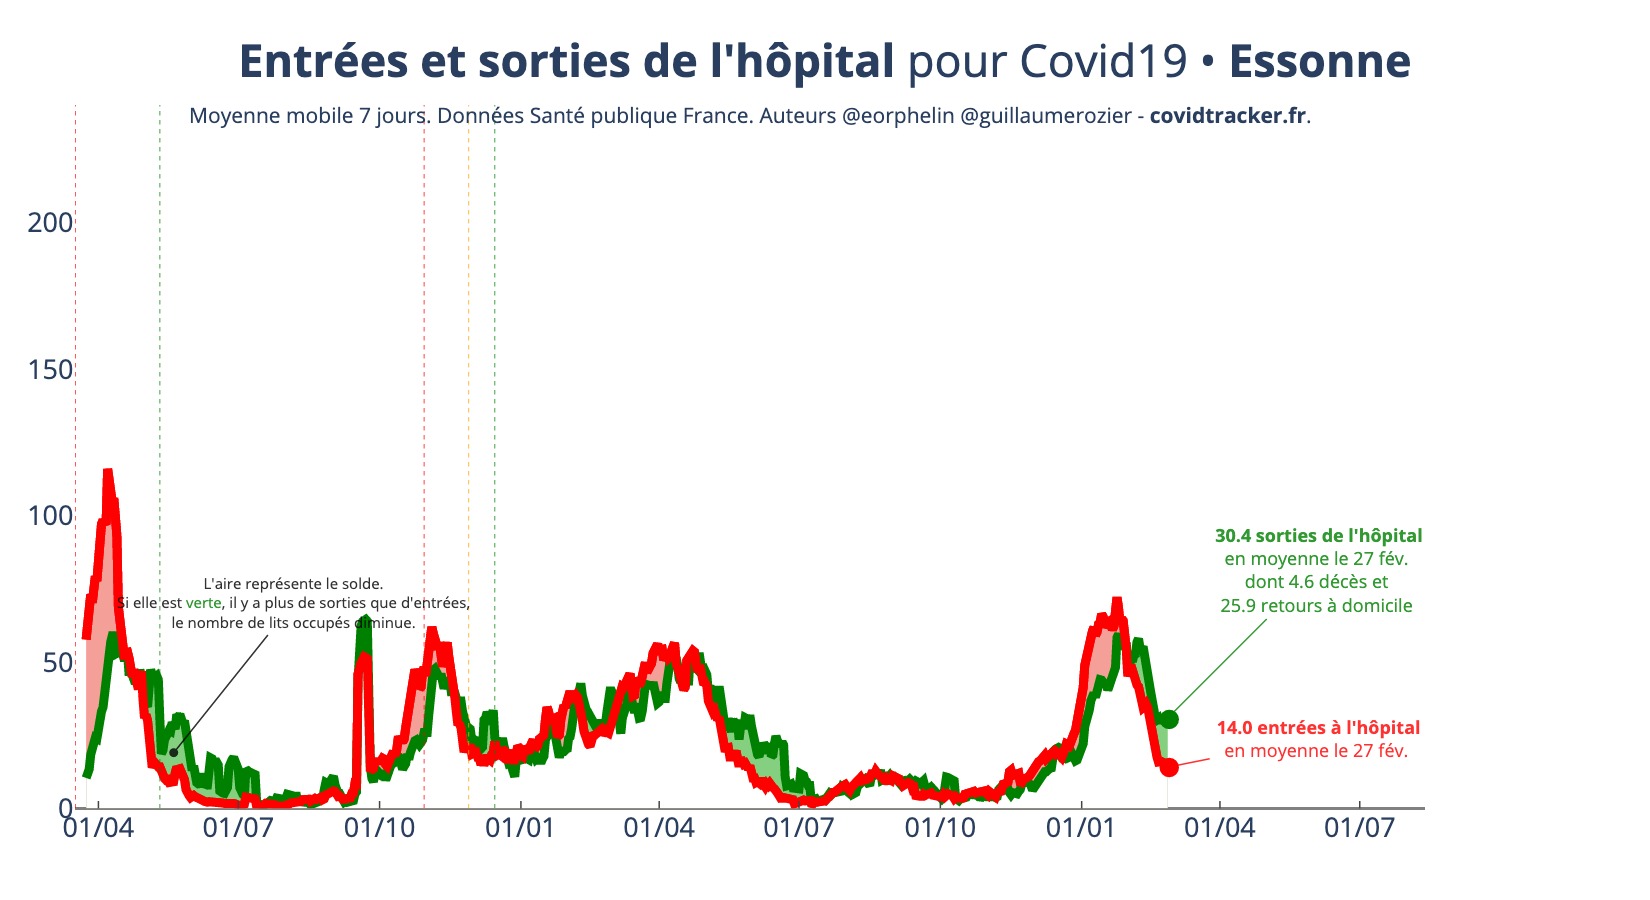 Entrées et sorties de l'hôpital pour Covid19 • Essonne
Moyenne mobile 7 jours. Données Santé publique France. Auteurs @eorphelin @guillaumerozier - covidtracker.fr.
200
150
100
50
0
L'aire représente le solde.
Si elle est verte, il y a plus de sorties que d'entrées,
le nombre de lits occupés diminue.
30.4 sorties de l'hôpital
en moyenne le 27 fév.
dont 4.6 décès et
25.9 retours à domicile
14.0 entrées à l'hôpital
en moyenne le 27 fév.
01/04 01/07 01/10 01/01 01/04 01/07 01/10 01/01 01/04 01/07